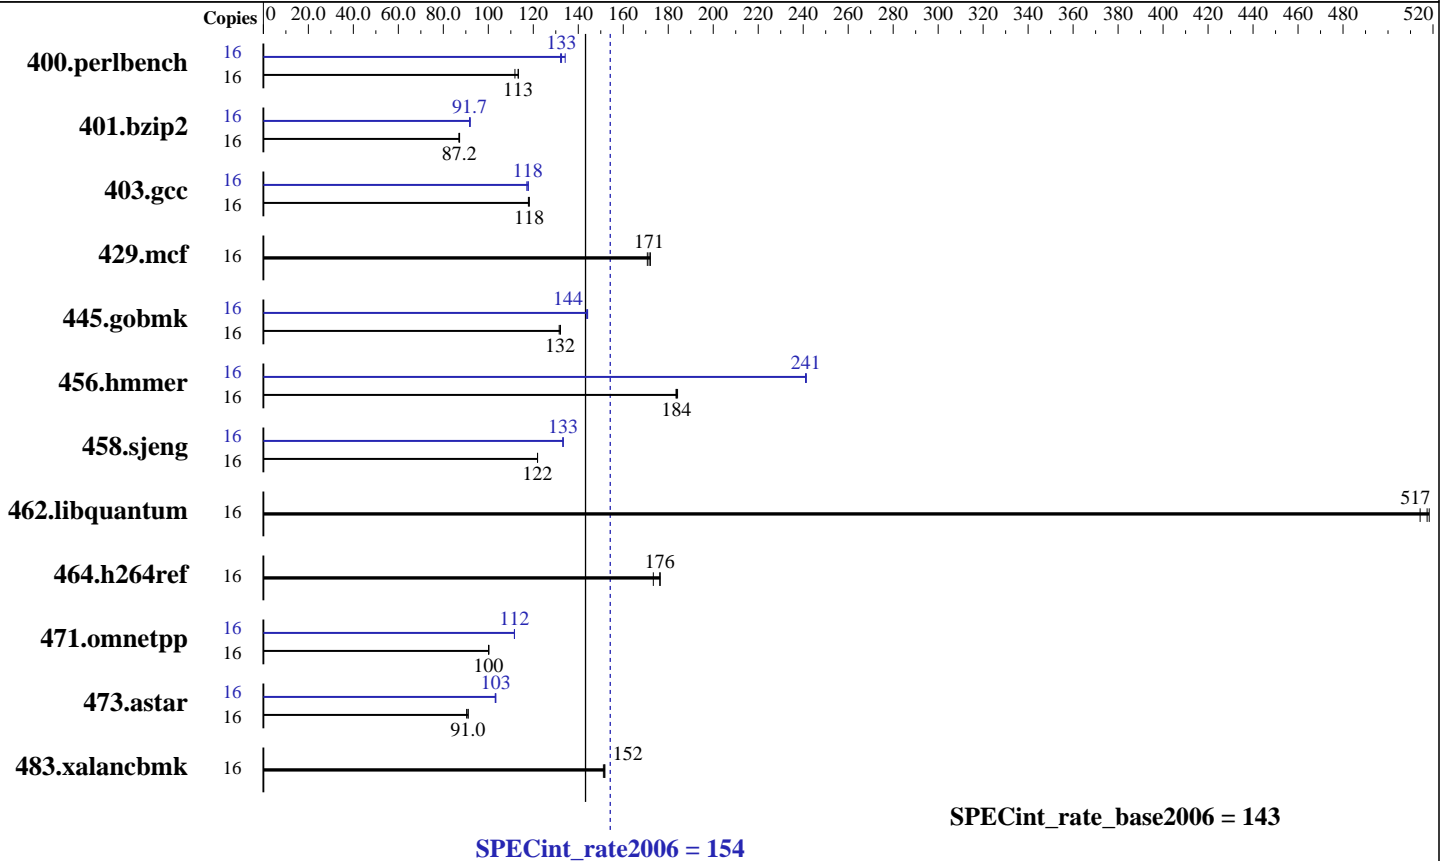 Copies 0 20.0 40.0 60.0 80.0 100 120 140 160 180 200 220 240 260 280 300 320 340 360 380 400 420 440 460 480 520
400.perlbench 16 133
16 113
401.bzip2 16 91.7
16 87.2
403.gcc 16 118
16 118
429.mcf 16 171
445.gobmk 16 144
16 132
456.hmmer 16 241
16 184
458.sjeng 16 133
16 122
462.libquantum 16 517
464.h264ref 16 176
471.omnetpp 16 112
16 100
473.astar 16 103
16 91.0
483.xalancbmk 16 152
SPECint_rate_base2006 = 143
SPECint_rate2006 = 154